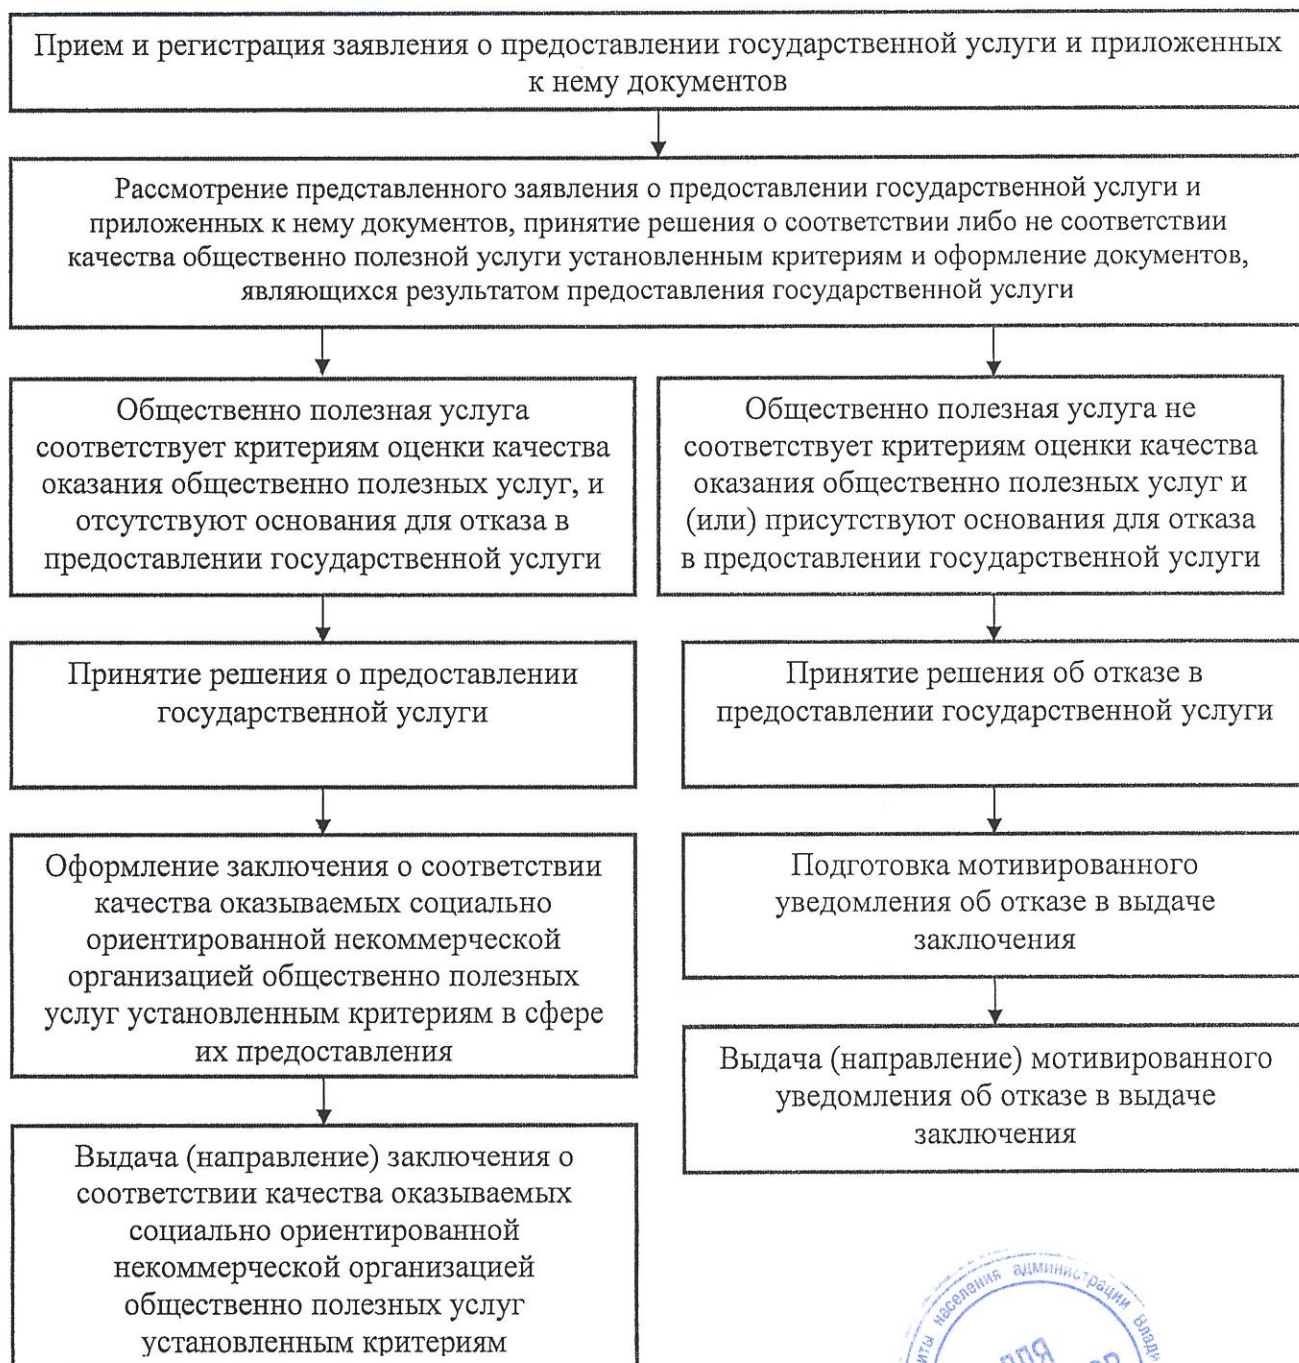 Прием и регистрация заявления о предоставлении государственной услуги и приложенных
к нему документов
Рассмотрение представленного заявления о предоставлении государственной услуги и
приложенных к нему документов, принятие решения о соответствии либо не соответствии
качества общественно полезной услуги установленным критериям и оформление документов,
являющихся результатом предоставления государственной услуги
Общественно полезная услуга
соответствует критериям оценки качества
оказания общественно полезных услуг, и
отсутствуют основания для отказа в
предоставлении государственной услуги
Общественно полезная услуга не
соответствует критериям оценки качества
оказания общественно полезных услуг и
(или) присутствуют основания для отказа
в предоставлении государственной услуги
Принятие решения о предоставлении
государственной услуги
Принятие решения об отказе в
предоставлении государственной услуги
Оформление заключения о соответствии
качества оказываемых социально
ориентированной некоммерческой
организацией общественно полезных
услуг установленным критериям в сфере
их предоставления
Подготовка мотивированного
уведомления об отказе в выдаче
заключения
Выдача (направление) мотивированного
уведомления об отказе в выдаче
заключения
Выдача (направление) заключения о
соответствии качества оказываемых
социально ориентированной
некоммерческой организацией
общественно полезных услуг
установленным критериям
населения администрации
для